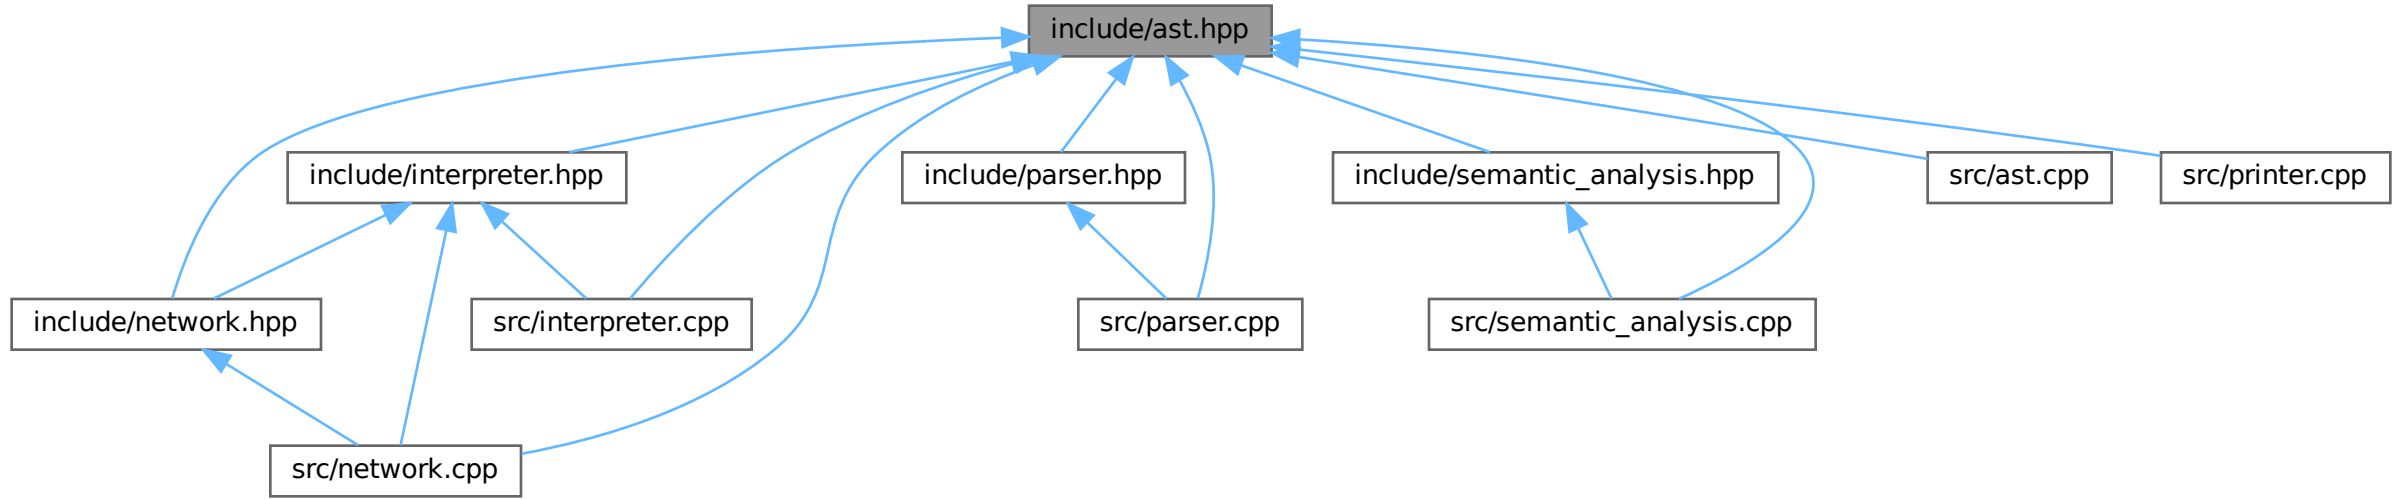 include/ast.hpp
include/interpreter.hpp
include/parser.hpp
include/semantic_analysis.hpp
src/ast.cpp
src/printer.cpp
include/network.hpp
src/interpreter.cpp
src/parser.cpp
src/semantic_analysis.cpp
src/network.cpp